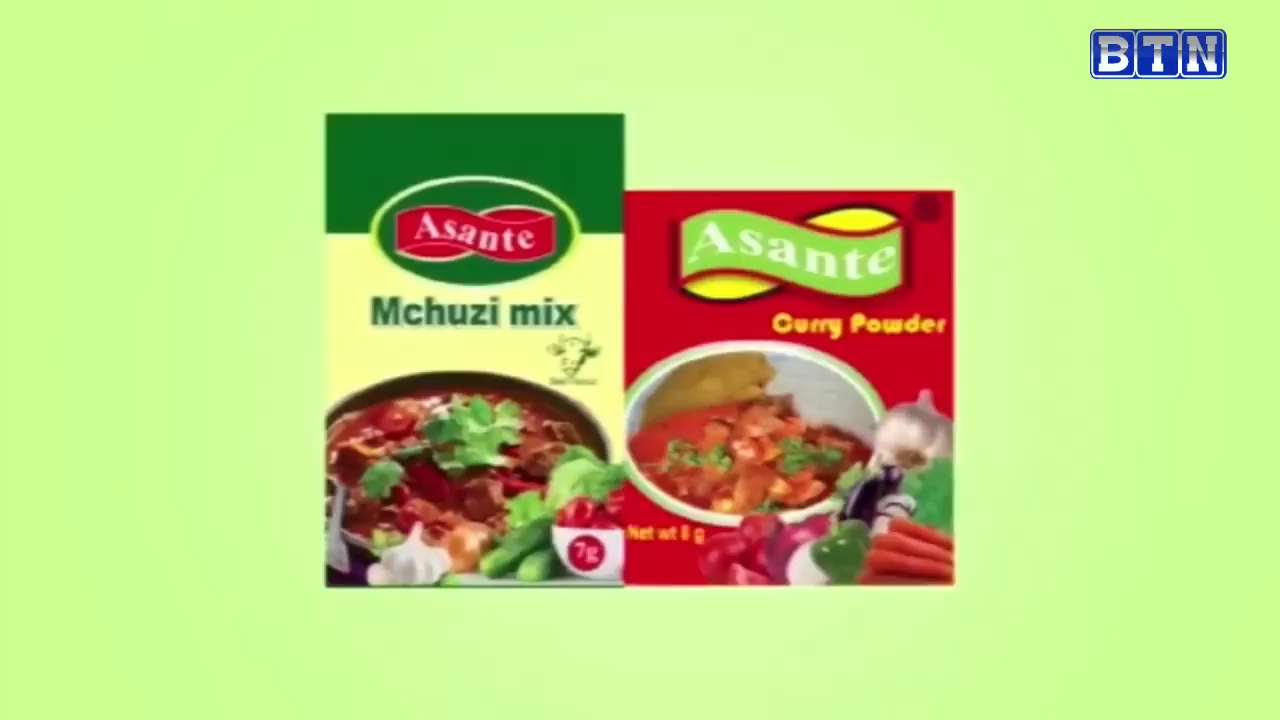 BTN
Asante
Mchuzi mix
7g
Asante
Curry Powder
Net wt 8 g